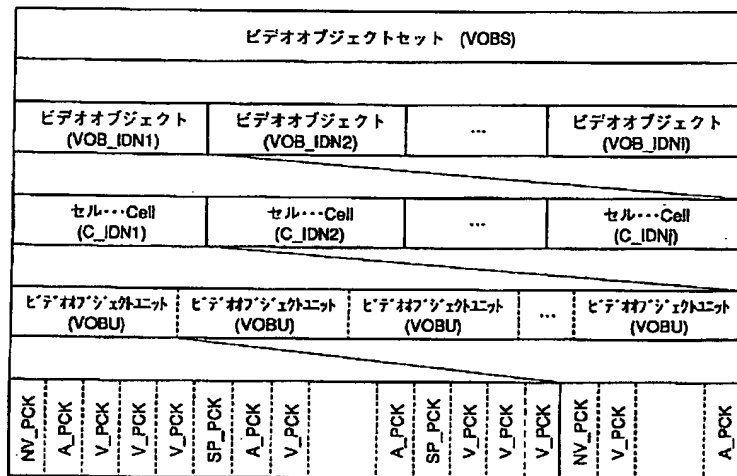 ビデオオブジェクトセット (VOBS)
ビデオオブジェクト ビデオオブジェクト … ビデオオブジェクト
(VOB_IDN1) (VOB_IDN2) (VOB_IDNi)
セル…Cell セル…Cell … セル…Cell
(C_IDN1) (C_IDN2) (C_IDNj)
ビデオオブジェクトユニット ビデオオブジェクトユニット ビデオオブジェクトユニット … ビデオオブジェクトユニット
(VOBU) (VOBU) (VOBU) (VOBU)
NV_PCK
A_PCK
V_PCK
V_PCK
V_PCK
SP_PCK
A_PCK
V_PCK
A_PCK
SP_PCK
V_PCK
V_PCK
V_PCK
NV_PCK
V_PCK
A_PCK